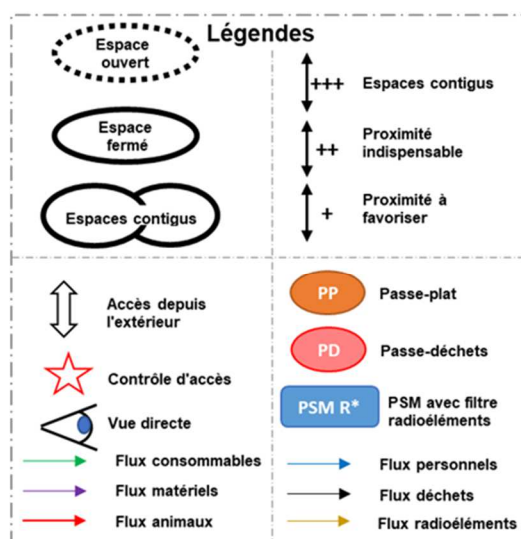 Légendes
Espace
ouvert
Espace
fermé
Espaces contigus
+++ Espaces contigus
++ Proximité
indispensable
+ Proximité à
favoriser
Accès depuis
l'extérieur
Contrôle d'accès
Vue directe
Flux consommables
Flux matériels
Flux animaux
PP Passe-plat
PD Passe-déchets
PSM R* PSM avec filtre
radioéléments
Flux personnels
Flux déchets
Flux radioéléments